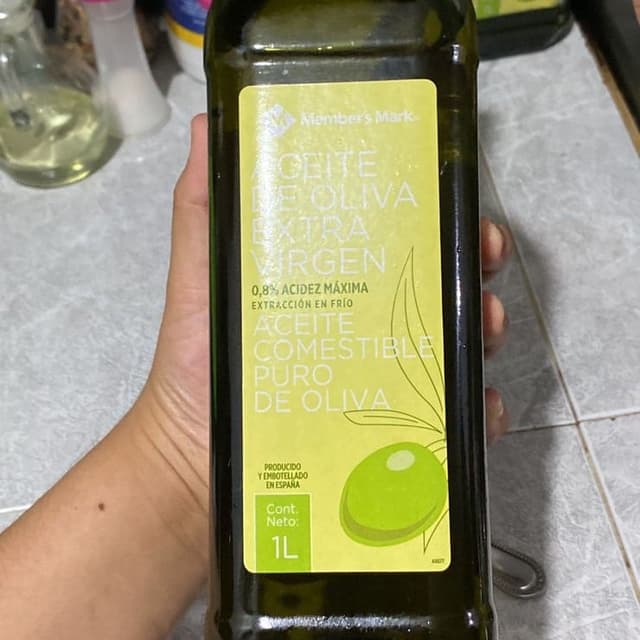 Member's Mark
ACEITE
DE OLIVA
EXTRA
VIRGEN
0,8% ACIDEZ MÁXIMA
EXTRACCIÓN EN FRÍO
ACEITE
COMESTIBLE
PURO
DE OLIVA
PRODUCIDO
Y EMBOTELLADO
EN ESPAÑA
Cont.
Neto:
1L